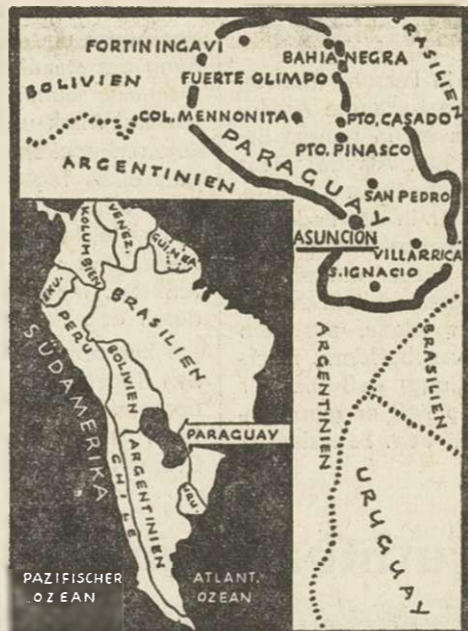 FORTIN INGAVI
BRASILIEN
BAHIA NEGRA
BOLIVIEN
FUERTE OLIMPO
COL. MENNONITA
PTO. CASADO
PARAGUAY
PTO. PINASCO
ARGENTINIEN
SAN PEDRO
ASUNCIÓN
VILLARRICA
S. IGNACIO
ARGENTINIEN
BRASILIEN
URUGUAY
KOLUMBIEN
VENEZ.
GUINEA
EKU.
PERU
BRASILIEN
SÜDAMERIKA
BOLIVIEN
PARAGUAY
CHILE
ARGENTINIEN
URU.
PAZIFISCHER
OZEAN
ATLANT.
OZEAN